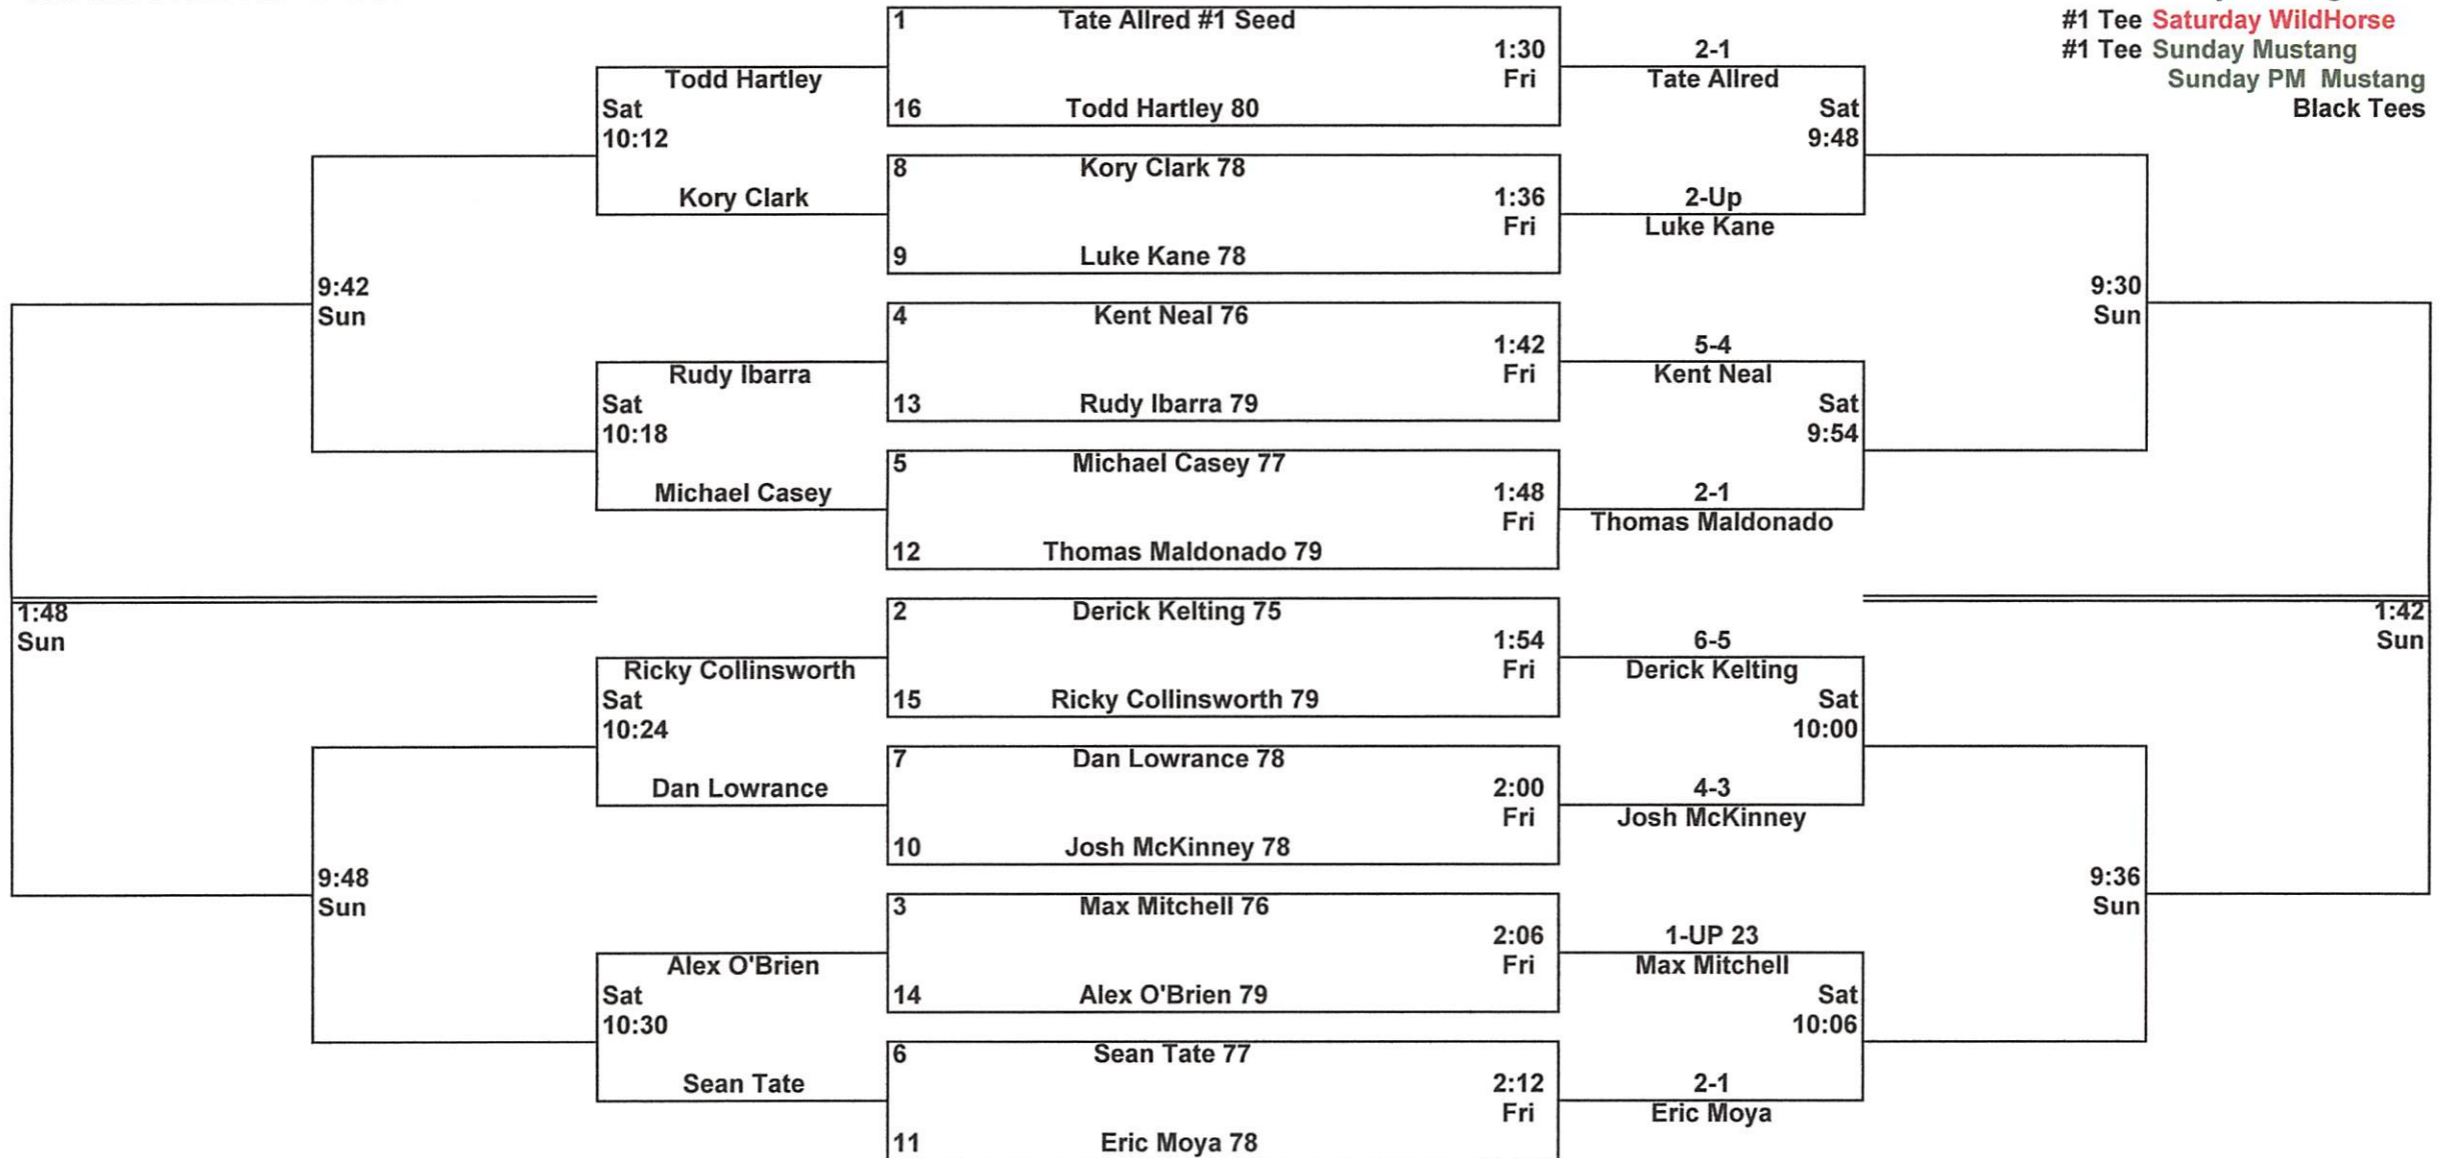 #1 Tee Saturday WildHorse
#1 Tee Sunday Mustang
Sunday PM Mustang
Black Tees
1 Tate Allred #1 Seed
1:30
Fri
16 Todd Hartley 80
8 Kory Clark 78
1:36
Fri
9 Luke Kane 78
4 Kent Neal 76
1:42
Fri
13 Rudy Ibarra 79
5 Michael Casey 77
1:48
Fri
12 Thomas Maldonado 79
2 Derick Kelting 75
1:54
Fri
15 Ricky Collinsworth 79
7 Dan Lowrance 78
2:00
Fri
10 Josh McKinney 78
3 Max Mitchell 76
2:06
Fri
14 Alex O'Brien 79
6 Sean Tate 77
2:12
Fri
11 Eric Moya 78
Todd Hartley
Sat
10:12
Kory Clark
9:42
Sun
Rudy Ibarra
Sat
10:18
Michael Casey
1:48
Sun
Ricky Collinsworth
Sat
10:24
Dan Lowrance
9:48
Sun
Alex O'Brien
Sat
10:30
Sean Tate
2-1
Tate Allred
Sat
9:48
2-Up
Luke Kane
9:30
Sun
5-4
Kent Neal
Sat
9:54
2-1
Thomas Maldonado
1:42
Sun
6-5
Derick Kelting
Sat
10:00
4-3
Josh McKinney
9:36
Sun
1-UP 23
Max Mitchell
Sat
10:06
2-1
Eric Moya